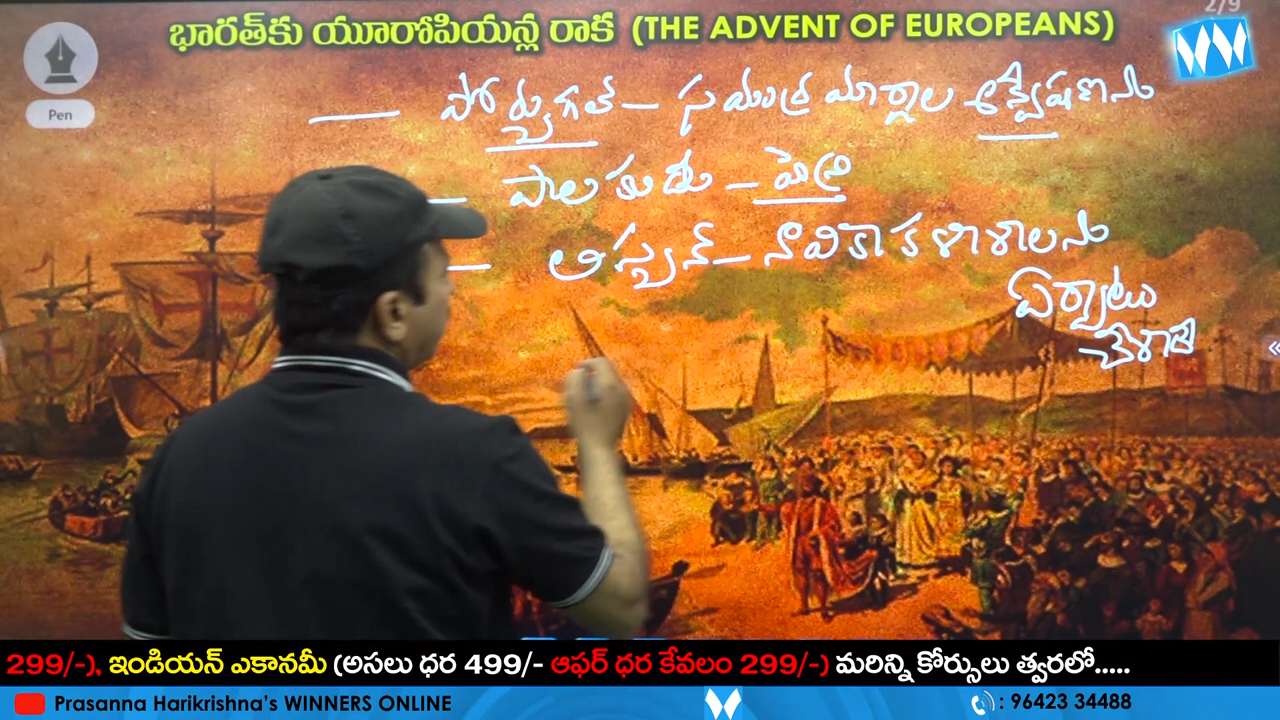 2/9
భారత్‌కు యూరోపియన్ల రాక (THE ADVENT OF EUROPEANS)
Pen
— పోర్చుగల్ – సముద్ర మార్గాల అన్వేషణను
— పాలకుడు – హెన్రీ
— లిస్బన్ – నావికా కళాశాలను
ఏర్పాటు
చేశాడు
299/-), ఇండియన్ ఎకానమీ (అసలు ధర 499/- ఆఫర్ ధర కేవలం 299/-) మరిన్ని కోర్సులు త్వరలో.....
Prasanna Harikrishna's WINNERS ONLINE
: 96423 34488